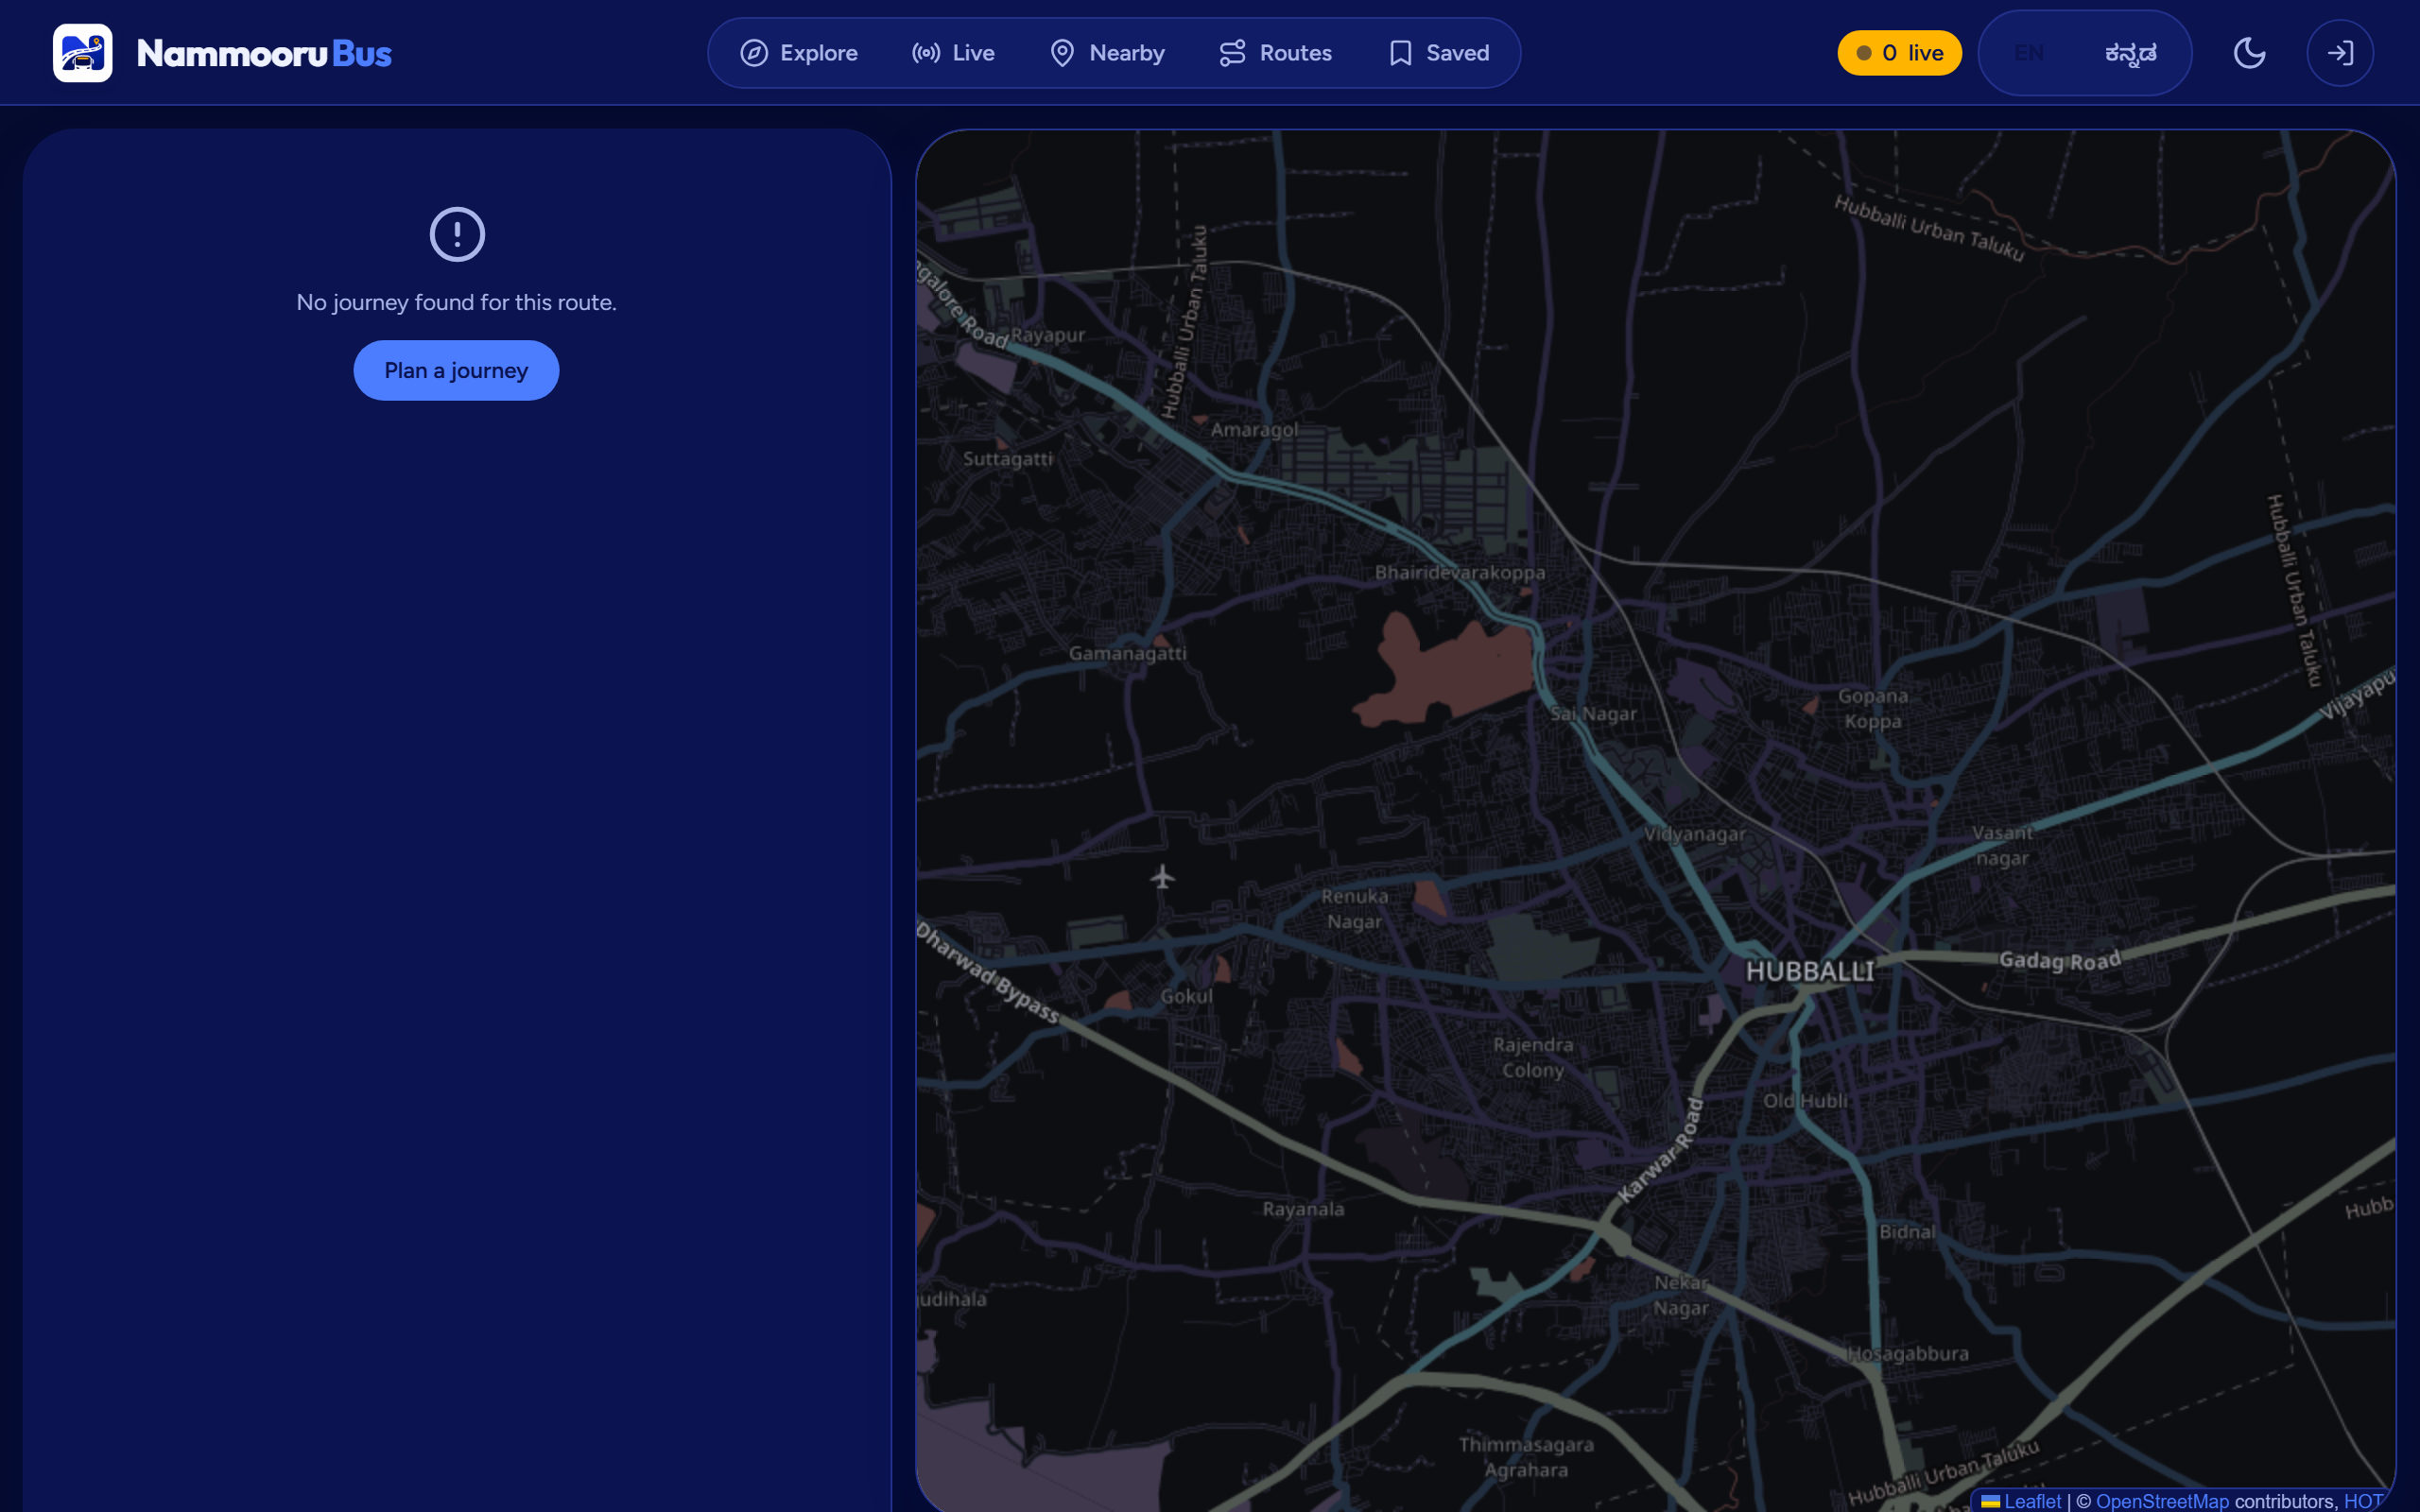 Nammooru Bus
Explore
Live
Nearby
Routes
Saved
0 live
EN
ಕನ್ನಡ
No journey found for this route.
Plan a journey
Hubballi Urban Taluku
Hubballi Urban Taluku
galore Road
Rayapur
Amaragol
Suttagatti
Hubballi Urban Taluku
Bhairidevarakoppa
Gamanagatti
Sai Nagar
Gopana
Koppa
Vijayapu
Vidyanagar
Vasant
nagar
Renuka
Nagar
Dharwad Bypass
HUBBALLI
Gadag Road
Gokul
Rajendra
Colony
Old Hubli
Karwar Road
Rayanala
Hubb
Bidnal
Nekar
Nagar
udihala
Hosagabbura
Thimmasagara
Agrahara
Hubballi Urban Taluku
Leaflet | © OpenStreetMap contributors, HOT